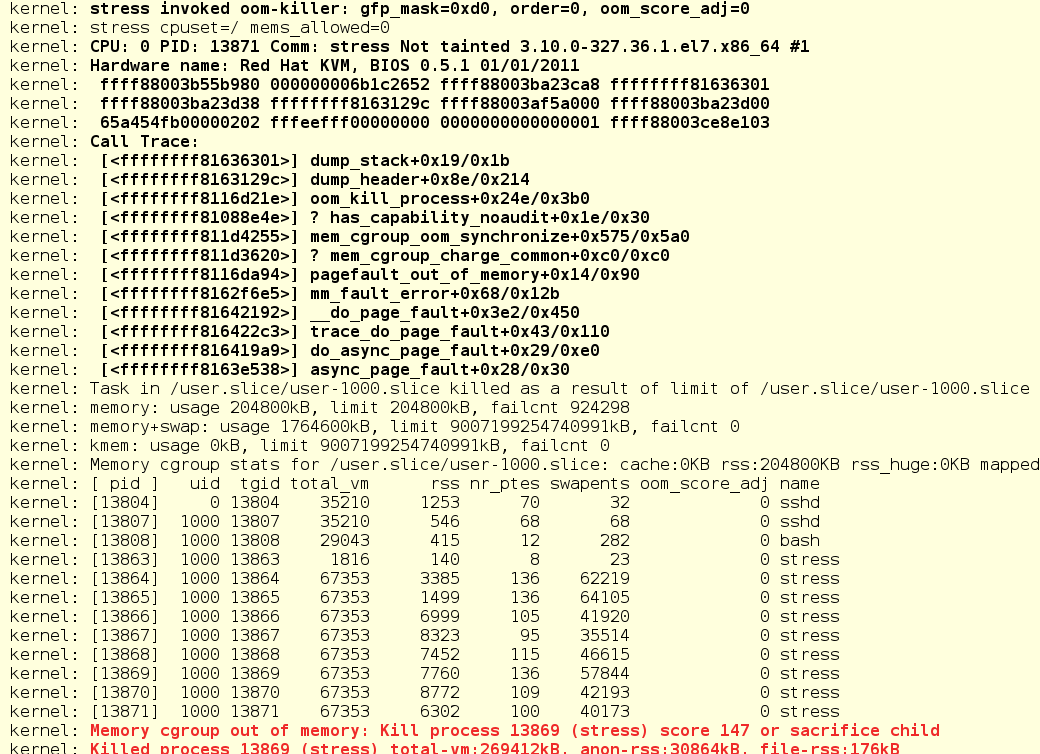 kernel: stress invoked oom-killer: gfp_mask=0xd0, order=0, oom_score_adj=0
kernel: stress cpuset=/ mems_allowed=0
kernel: CPU: 0 PID: 13871 Comm: stress Not tainted 3.10.0-327.36.1.el7.x86_64 #1
kernel: Hardware name: Red Hat KVM, BIOS 0.5.1 01/01/2011
kernel:  ffff88003b55b980 000000006b1c2652 ffff88003ba23ca8 ffffffff81636301
kernel:  ffff88003ba23d38 ffffffff8163129c ffff88003af5a000 ffff88003ba23d00
kernel:  65a454fb00000202 fffeefff00000000 0000000000000001 ffff88003ce8e103
kernel: Call Trace:
kernel:  [<ffffffff81636301>] dump_stack+0x19/0x1b
kernel:  [<ffffffff8163129c>] dump_header+0x8e/0x214
kernel:  [<ffffffff8116d21e>] oom_kill_process+0x24e/0x3b0
kernel:  [<ffffffff81088e4e>] ? has_capability_noaudit+0x1e/0x30
kernel:  [<ffffffff811d4255>] mem_cgroup_oom_synchronize+0x575/0x5a0
kernel:  [<ffffffff811d3620>] ? mem_cgroup_charge_common+0xc0/0xc0
kernel:  [<ffffffff8116da94>] pagefault_out_of_memory+0x14/0x90
kernel:  [<ffffffff8162f6e5>] mm_fault_error+0x68/0x12b
kernel:  [<ffffffff81642192>] __do_page_fault+0x3e2/0x450
kernel:  [<ffffffff816422c3>] trace_do_page_fault+0x43/0x110
kernel:  [<ffffffff816419a9>] do_async_page_fault+0x29/0xe0
kernel:  [<ffffffff8163e538>] async_page_fault+0x28/0x30
kernel: Task in /user.slice/user-1000.slice killed as a result of limit of /user.slice/user-1000.slice
kernel: memory: usage 204800kB, limit 204800kB, failcnt 924298
kernel: memory+swap: usage 1764600kB, limit 9007199254740991kB, failcnt 0
kernel: kmem: usage 0kB, limit 9007199254740991kB, failcnt 0
kernel: Memory cgroup stats for /user.slice/user-1000.slice: cache:0KB rss:204800KB rss_huge:0KB mapped
kernel: [ pid ]   uid  tgid total_vm      rss nr_ptes swapents oom_score_adj name
kernel: [13804]     0 13804    35210     1253      70       32             0 sshd
kernel: [13807]  1000 13807    35210      546      68       68             0 sshd
kernel: [13808]  1000 13808    29043      415      12      282             0 bash
kernel: [13863]  1000 13863     1816      140       8       23             0 stress
kernel: [13864]  1000 13864    67353     3385     136    62219             0 stress
kernel: [13865]  1000 13865    67353     1499     136    64105             0 stress
kernel: [13866]  1000 13866    67353     6999     105    41920             0 stress
kernel: [13867]  1000 13867    67353     8323      95    35514             0 stress
kernel: [13868]  1000 13868    67353     7452     115    46615             0 stress
kernel: [13869]  1000 13869    67353     7760     136    57844             0 stress
kernel: [13870]  1000 13870    67353     8772     109    42193             0 stress
kernel: [13871]  1000 13871    67353     6302     100    40173             0 stress
kernel: Memory cgroup out of memory: Kill process 13869 (stress) score 147 or sacrifice child
kernel: Killed process 13869 (stress) total-vm:269412kB, anon-rss:30864kB, file-rss:176kB